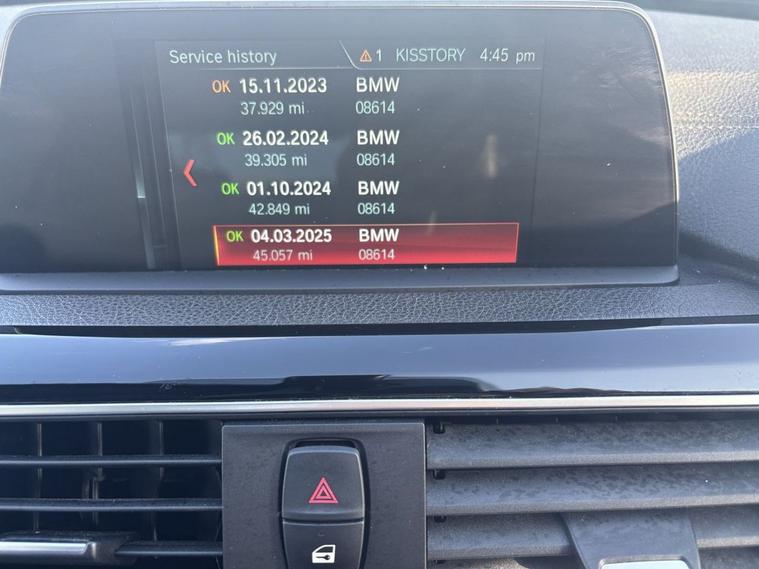 Service history 1 KISSTORY 4:45 pm
OK 15.11.2023 BMW
37.929 mi 08614
OK 26.02.2024 BMW
39.305 mi 08614
OK 01.10.2024 BMW
42.849 mi 08614
OK 04.03.2025 BMW
45.057 mi 08614